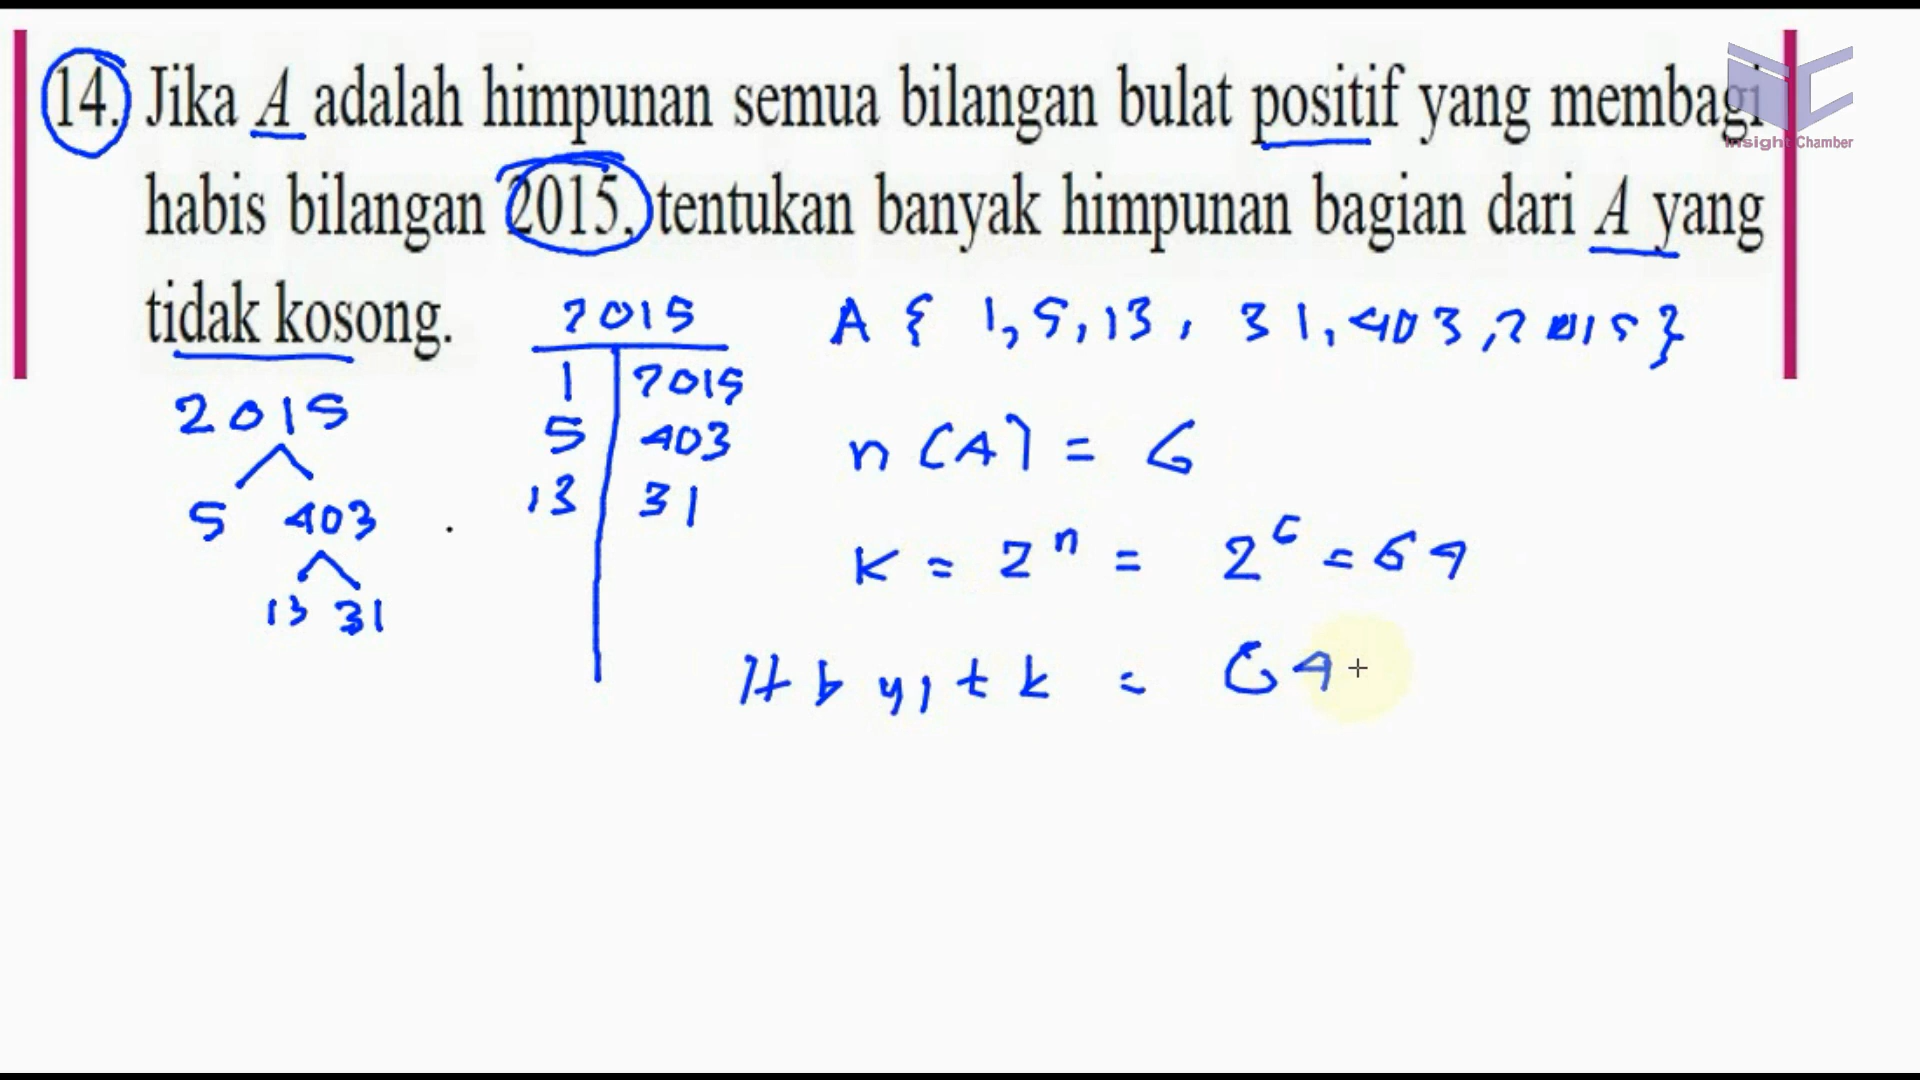 14. Jika A adalah himpunan semua bilangan bulat positif yang membagi
habis bilangan 2015, tentukan banyak himpunan bagian dari A yang
tidak kosong.
Insight Chamber
2015
5 403
13 31
2015
1 2015
5 403
13 31
A { 1, 5, 13, 31, 403, 2015 }
n (A) = 6
K = 2ⁿ = 2⁶ = 64
H b y, t k = 64